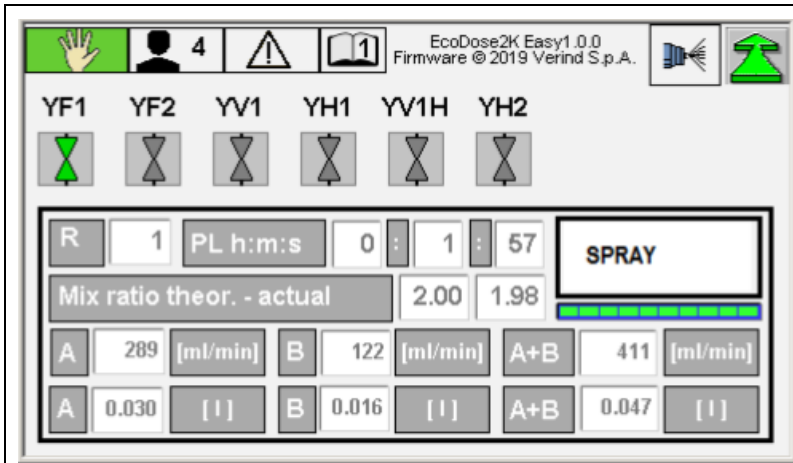 4
1
EcoDose2K Easy1.0.0
Firmware © 2019 Verind S.p.A.
YF1 YF2 YV1 YH1 YV1H YH2
R 1 PL h:m:s 0 : 1 : 57 SPRAY
Mix ratio theor. - actual 2.00 1.98
A 289 [ml/min] B 122 [ml/min] A+B 411 [ml/min]
A 0.030 [ l ] B 0.016 [ l ] A+B 0.047 [ l ]